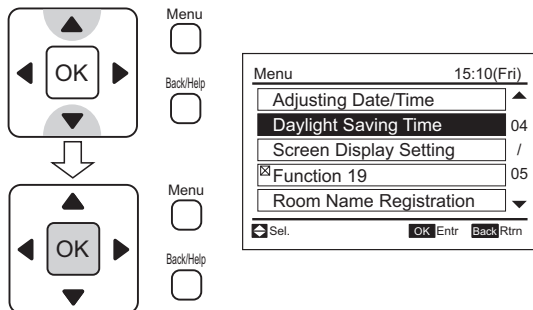 Menu
OK
Back/Help
Menu
OK
Back/Help
Menu 15:10(Fri)
Adjusting Date/Time
Daylight Saving Time
Screen Display Setting
Function 19
Room Name Registration
04
/
05
Sel. OK Entr Back Rtrn